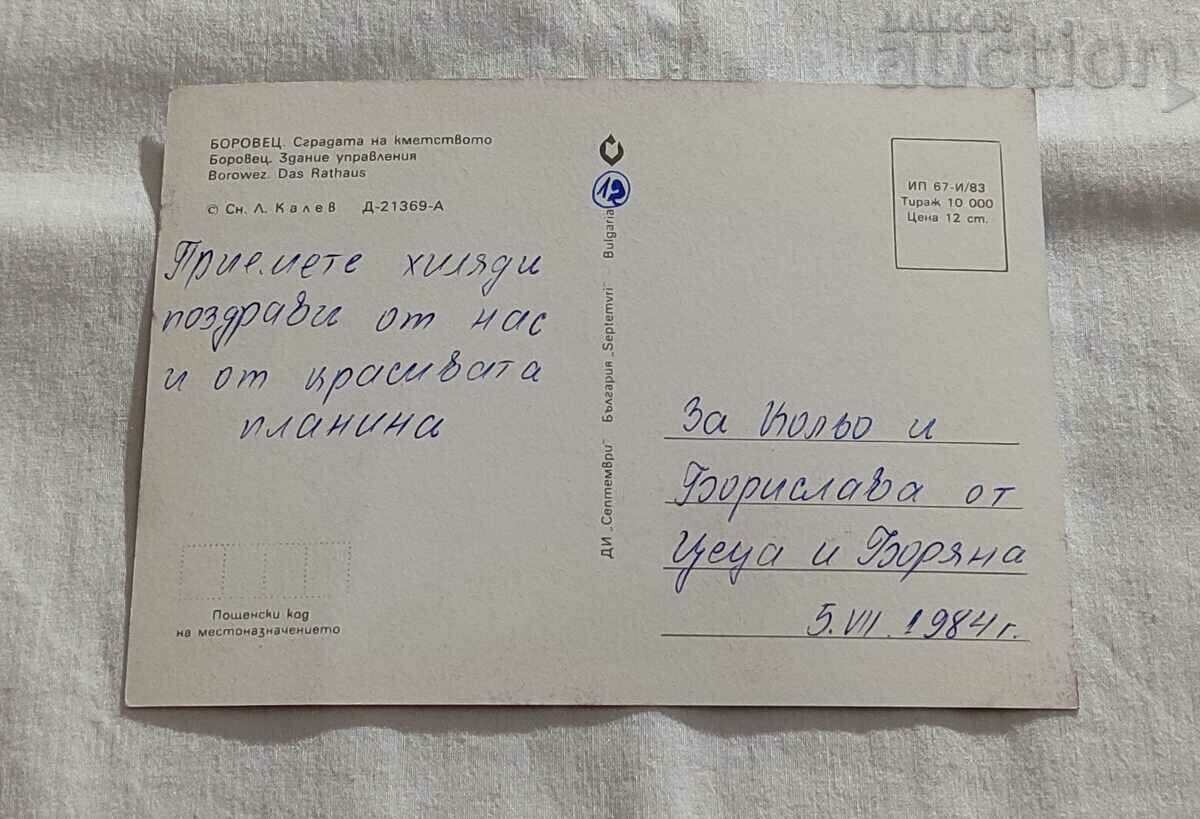 БОРОВЕЦ. Сградата на кметството
Боровец. Здание управления
Borowez. Das Rathaus
© Сн. Л. Калев Д-21369-А
Приемете хиляди
поздрави от нас
и от красивата
планина
Пощенски код
на местоназначението
19
ДИ „Септември" България „Septemvri" Bulgaria
ИП 67-И/83
Тираж 10 000
Цена 12 ст.
За Кольо и
Борислава от
Цеца и Боряна
5.VII.1984г.
auction